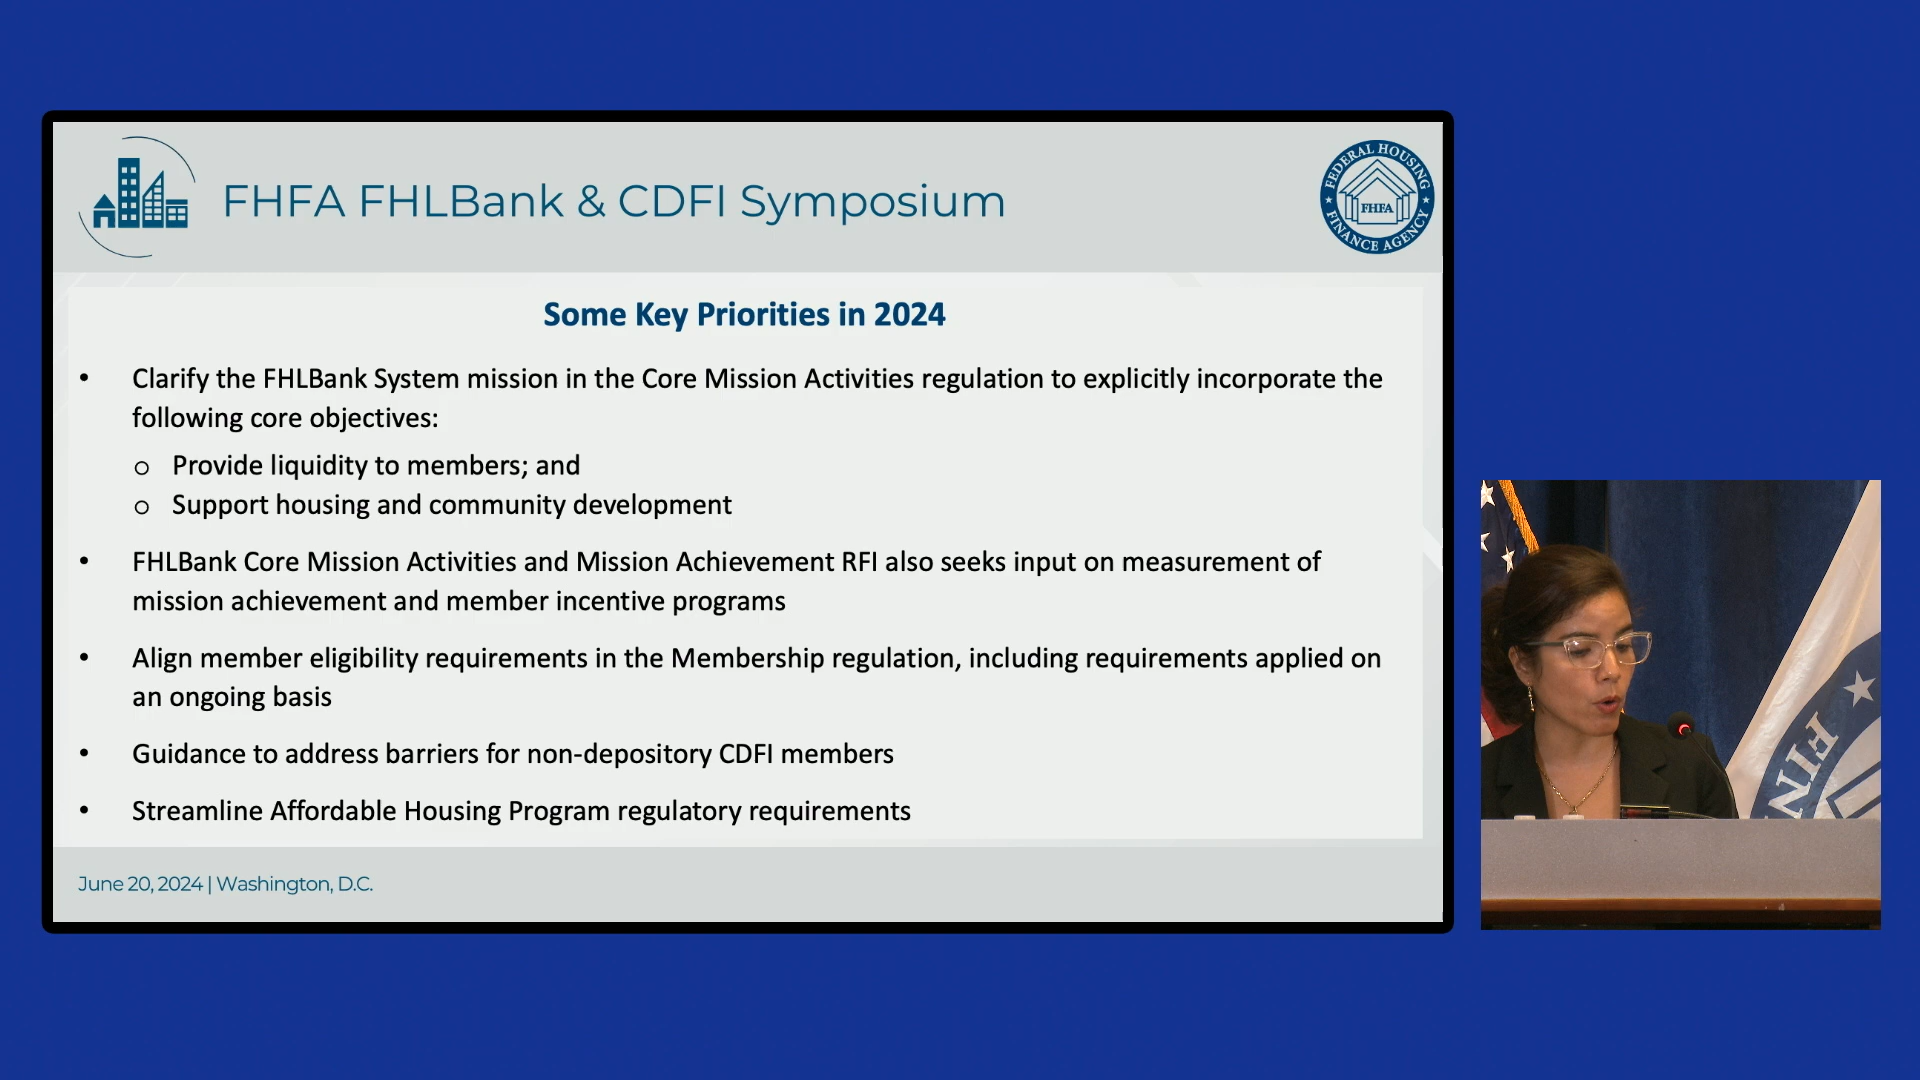 FHFA FHLBank & CDFI Symposium
FEDERAL HOUSING
FHFA
FINANCE AGENCY
Some Key Priorities in 2024
• Clarify the FHLBank System mission in the Core Mission Activities regulation to explicitly incorporate the
following core objectives:
o Provide liquidity to members; and
o Support housing and community development
• FHLBank Core Mission Activities and Mission Achievement RFI also seeks input on measurement of
mission achievement and member incentive programs
• Align member eligibility requirements in the Membership regulation, including requirements applied on
an ongoing basis
• Guidance to address barriers for non-depository CDFI members
• Streamline Affordable Housing Program regulatory requirements
June 20, 2024 | Washington, D.C.
FIN